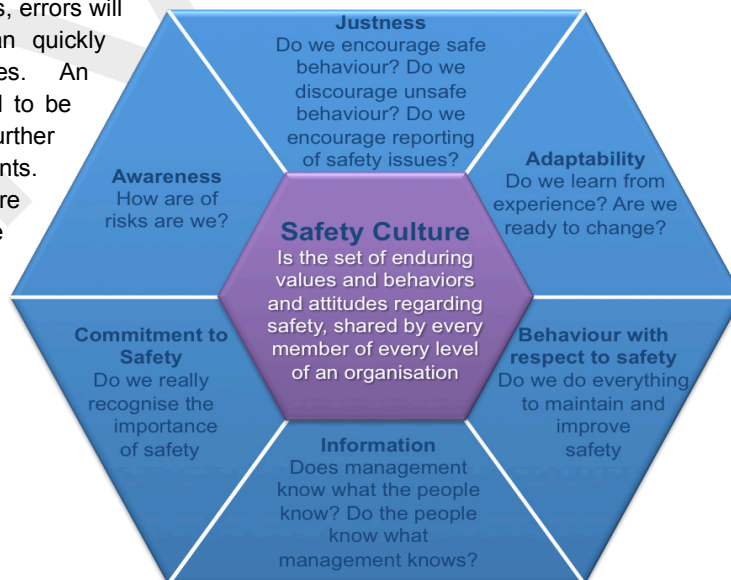 s, errors will
an quickly
es. An
d to be
urther
nts.
re
e
Justness
Do we encourage safe
behaviour? Do we
discourage unsafe
behaviour? Do we
encourage reporting
of safety issues?
Awareness
How are of
risks are we?
Adaptability
Do we learn from
experience? Are we
ready to change?
Safety Culture
Is the set of enduring
values and behaviors
and attitudes regarding
safety, shared by every
member of every level
of an organisation
Commitment to
Safety
Do we really
recognise the
importance
of safety
Behaviour with
respect to safety
Do we do everything
to maintain and
improve
safety
Information
Does management
know what the people
know? Do the people
know what
management knows?